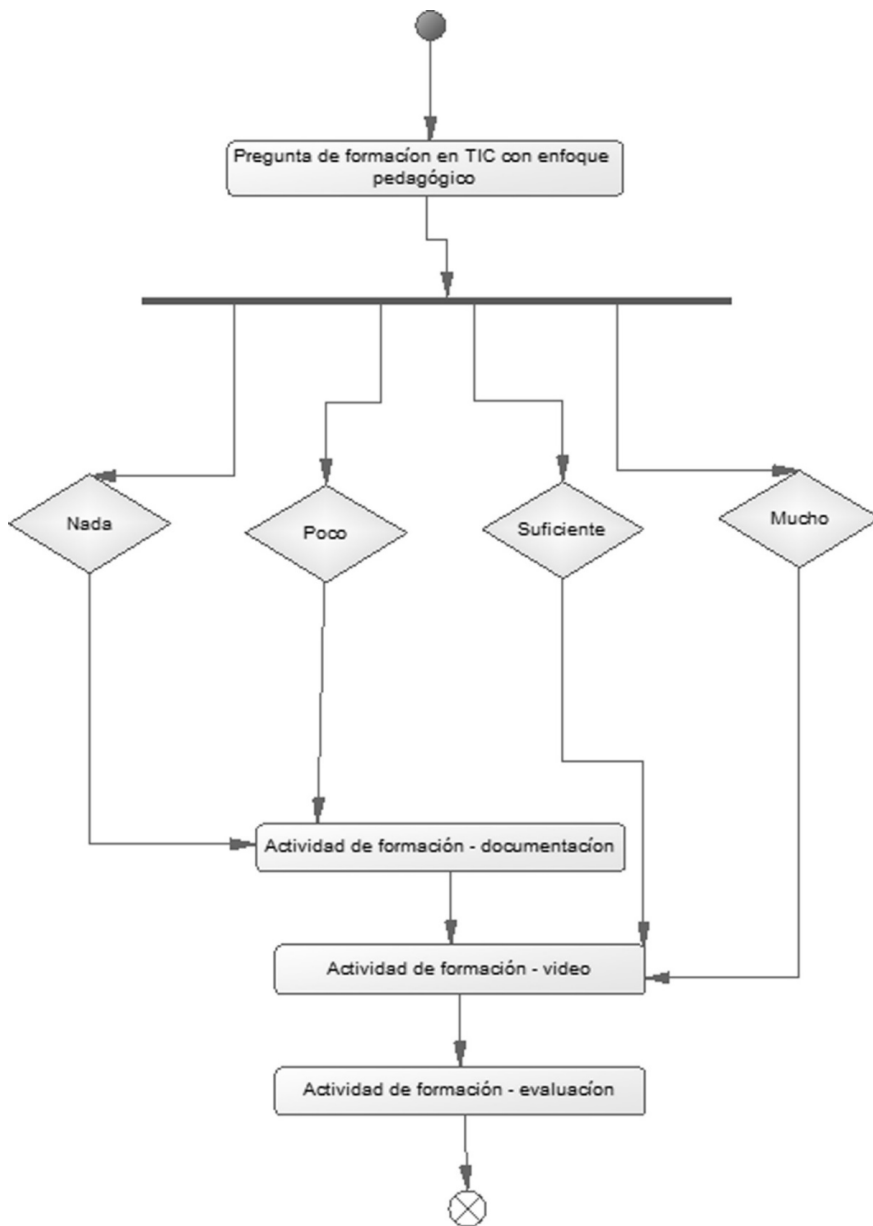 Pregunta de formacíon en TIC con enfoque
pedagógico
Nada
Poco
Suficiente
Mucho
Actividad de formación - documentacíon
Actividad de formación - video
Actividad de formación - evaluacíon